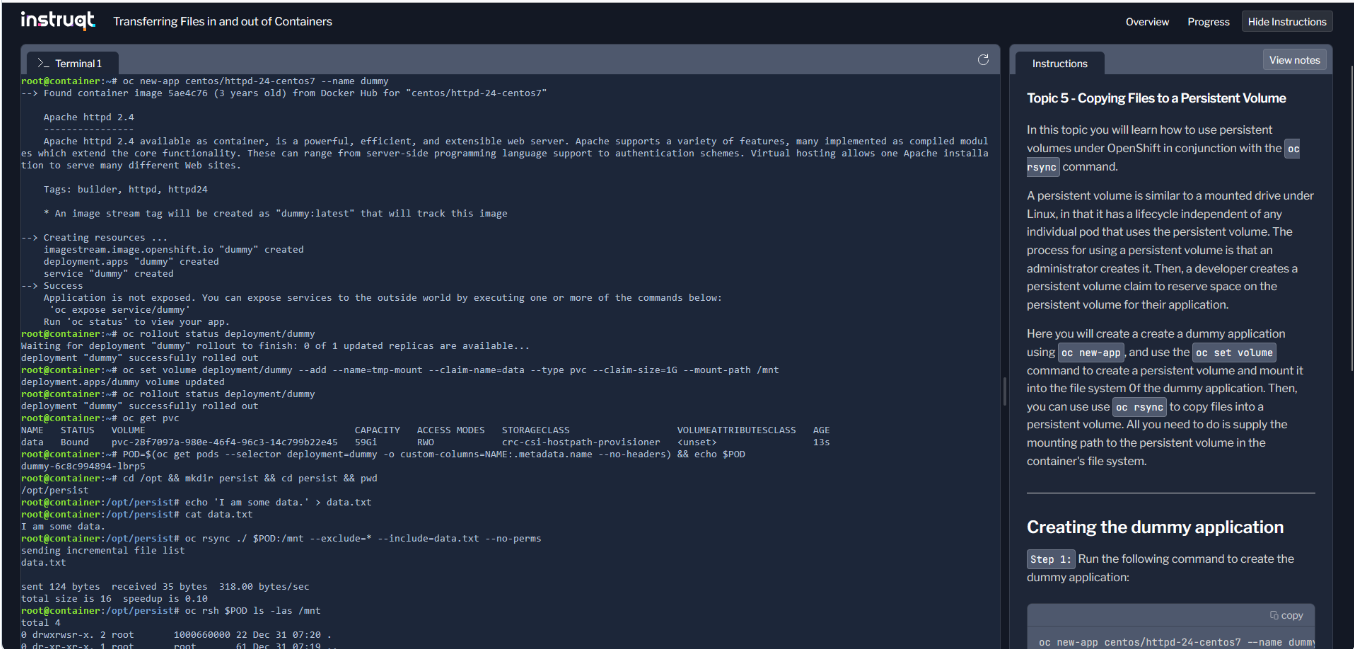 instruqt
Transferring Files in and out of Containers
Overview
Progress
Hide Instructions
>_ Terminal 1
root@container:~# oc new-app centos/httpd-24-centos7 --name dummy
--> Found container image 5ae4c76 (3 years old) from Docker Hub for "centos/httpd-24-centos7"
Apache httpd 2.4
----------------
Apache httpd 2.4 available as container, is a powerful, efficient, and extensible web server. Apache supports a variety of features, many implemented as compiled modul
es which extend the core functionality. These can range from server-side programming language support to authentication schemes. Virtual hosting allows one Apache installa
tion to serve many different Web sites.
Tags: builder, httpd, httpd24
* An image stream tag will be created as "dummy:latest" that will track this image
--> Creating resources ...
imagestream.image.openshift.io "dummy" created
deployment.apps "dummy" created
service "dummy" created
--> Success
Application is not exposed. You can expose services to the outside world by executing one or more of the commands below:
'oc expose service/dummy'
Run 'oc status' to view your app.
root@container:~# oc rollout status deployment/dummy
Waiting for deployment "dummy" rollout to finish: 0 of 1 updated replicas are available...
deployment "dummy" successfully rolled out
root@container:~# oc set volume deployment/dummy --add --name=tmp-mount --claim-name=data --type pvc --claim-size=1G --mount-path /mnt
deployment.apps/dummy volume updated
root@container:~# oc rollout status deployment/dummy
deployment "dummy" successfully rolled out
root@container:~# oc get pvc
NAME STATUS VOLUME CAPACITY ACCESS MODES STORAGECLASS VOLUMEATTRIBUTESCLASS AGE
data Bound pvc-28f7097a-980e-46f4-96c3-14c799b22e45 59Gi RWO crc-csi-hostpath-provisioner <unset> 13s
root@container:~# POD=$(oc get pods --selector deployment=dummy -o custom-columns=NAME:.metadata.name --no-headers) && echo $POD
dummy-6c8c994894-lbrp5
root@container:~# cd /opt && mkdir persist && cd persist && pwd
/opt/persist
root@container:/opt/persist# echo 'I am some data.' > data.txt
root@container:/opt/persist# cat data.txt
I am some data.
root@container:/opt/persist# oc rsync ./ $POD:/mnt --exclude=* --include=data.txt --no-perms
sending incremental file list
data.txt
sent 124 bytes received 35 bytes 318.00 bytes/sec
total size is 16 speedup is 0.10
root@container:/opt/persist# oc rsh $POD ls -las /mnt
total 4
0 drwxrwsr-x. 2 root 1000660000 22 Dec 31 07:20 .
0 dr-xr-xr-x. 1 root root 61 Dec 31 07:19 ..
Instructions
View notes
Topic 5 - Copying Files to a Persistent Volume
In this topic you will learn how to use persistent
volumes under OpenShift in conjunction with the oc
rsync command.
A persistent volume is similar to a mounted drive under
Linux, in that it has a lifecycle independent of any
individual pod that uses the persistent volume. The
process for using a persistent volume is that an
administrator creates it. Then, a developer creates a
persistent volume claim to reserve space on the
persistent volume for their application.
Here you will create a create a dummy application
using oc new-app, and use the oc set volume
command to create a persistent volume and mount it
into the file system 0f the dummy application. Then,
you can use use oc rsync to copy files into a
persistent volume. All you need to do is supply the
mounting path to the persistent volume in the
container's file system.
Creating the dummy application
Step 1: Run the following command to create the
dummy application:
copy
oc new-app centos/httpd-24-centos7 --name dummy